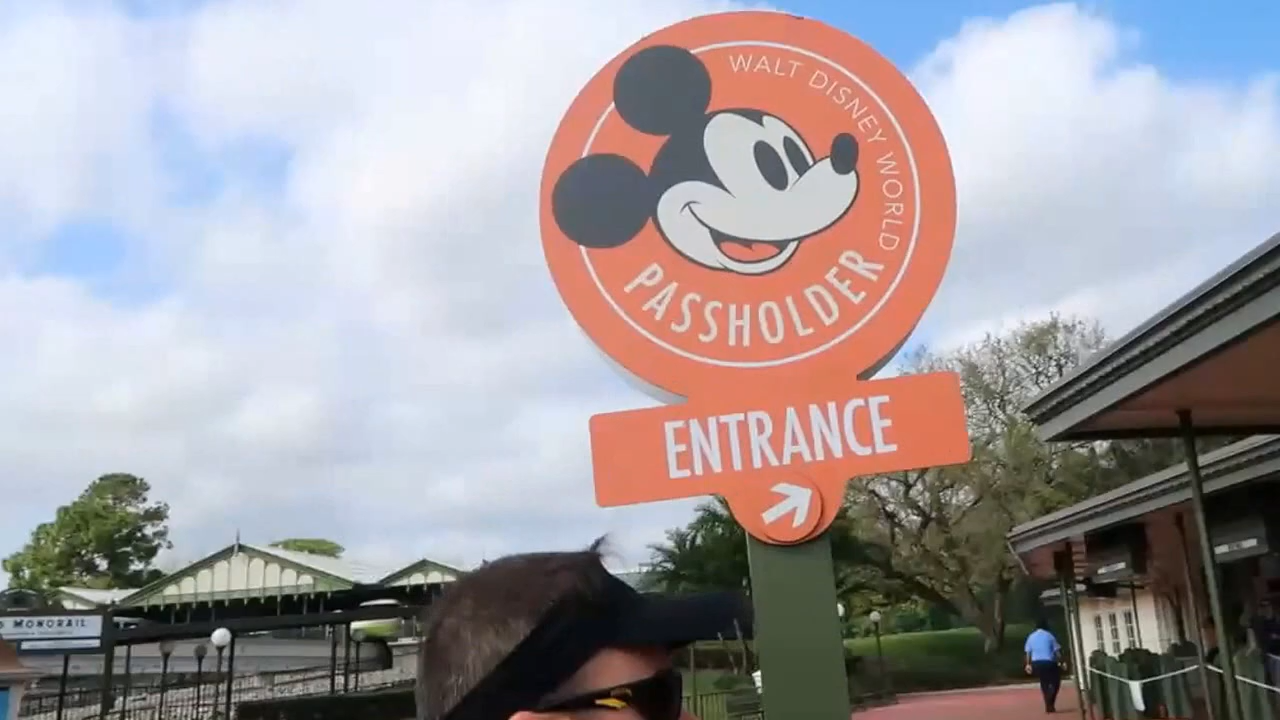 WALT DISNEY WORLD
PASSHOLDER
ENTRANCE
MONORAIL